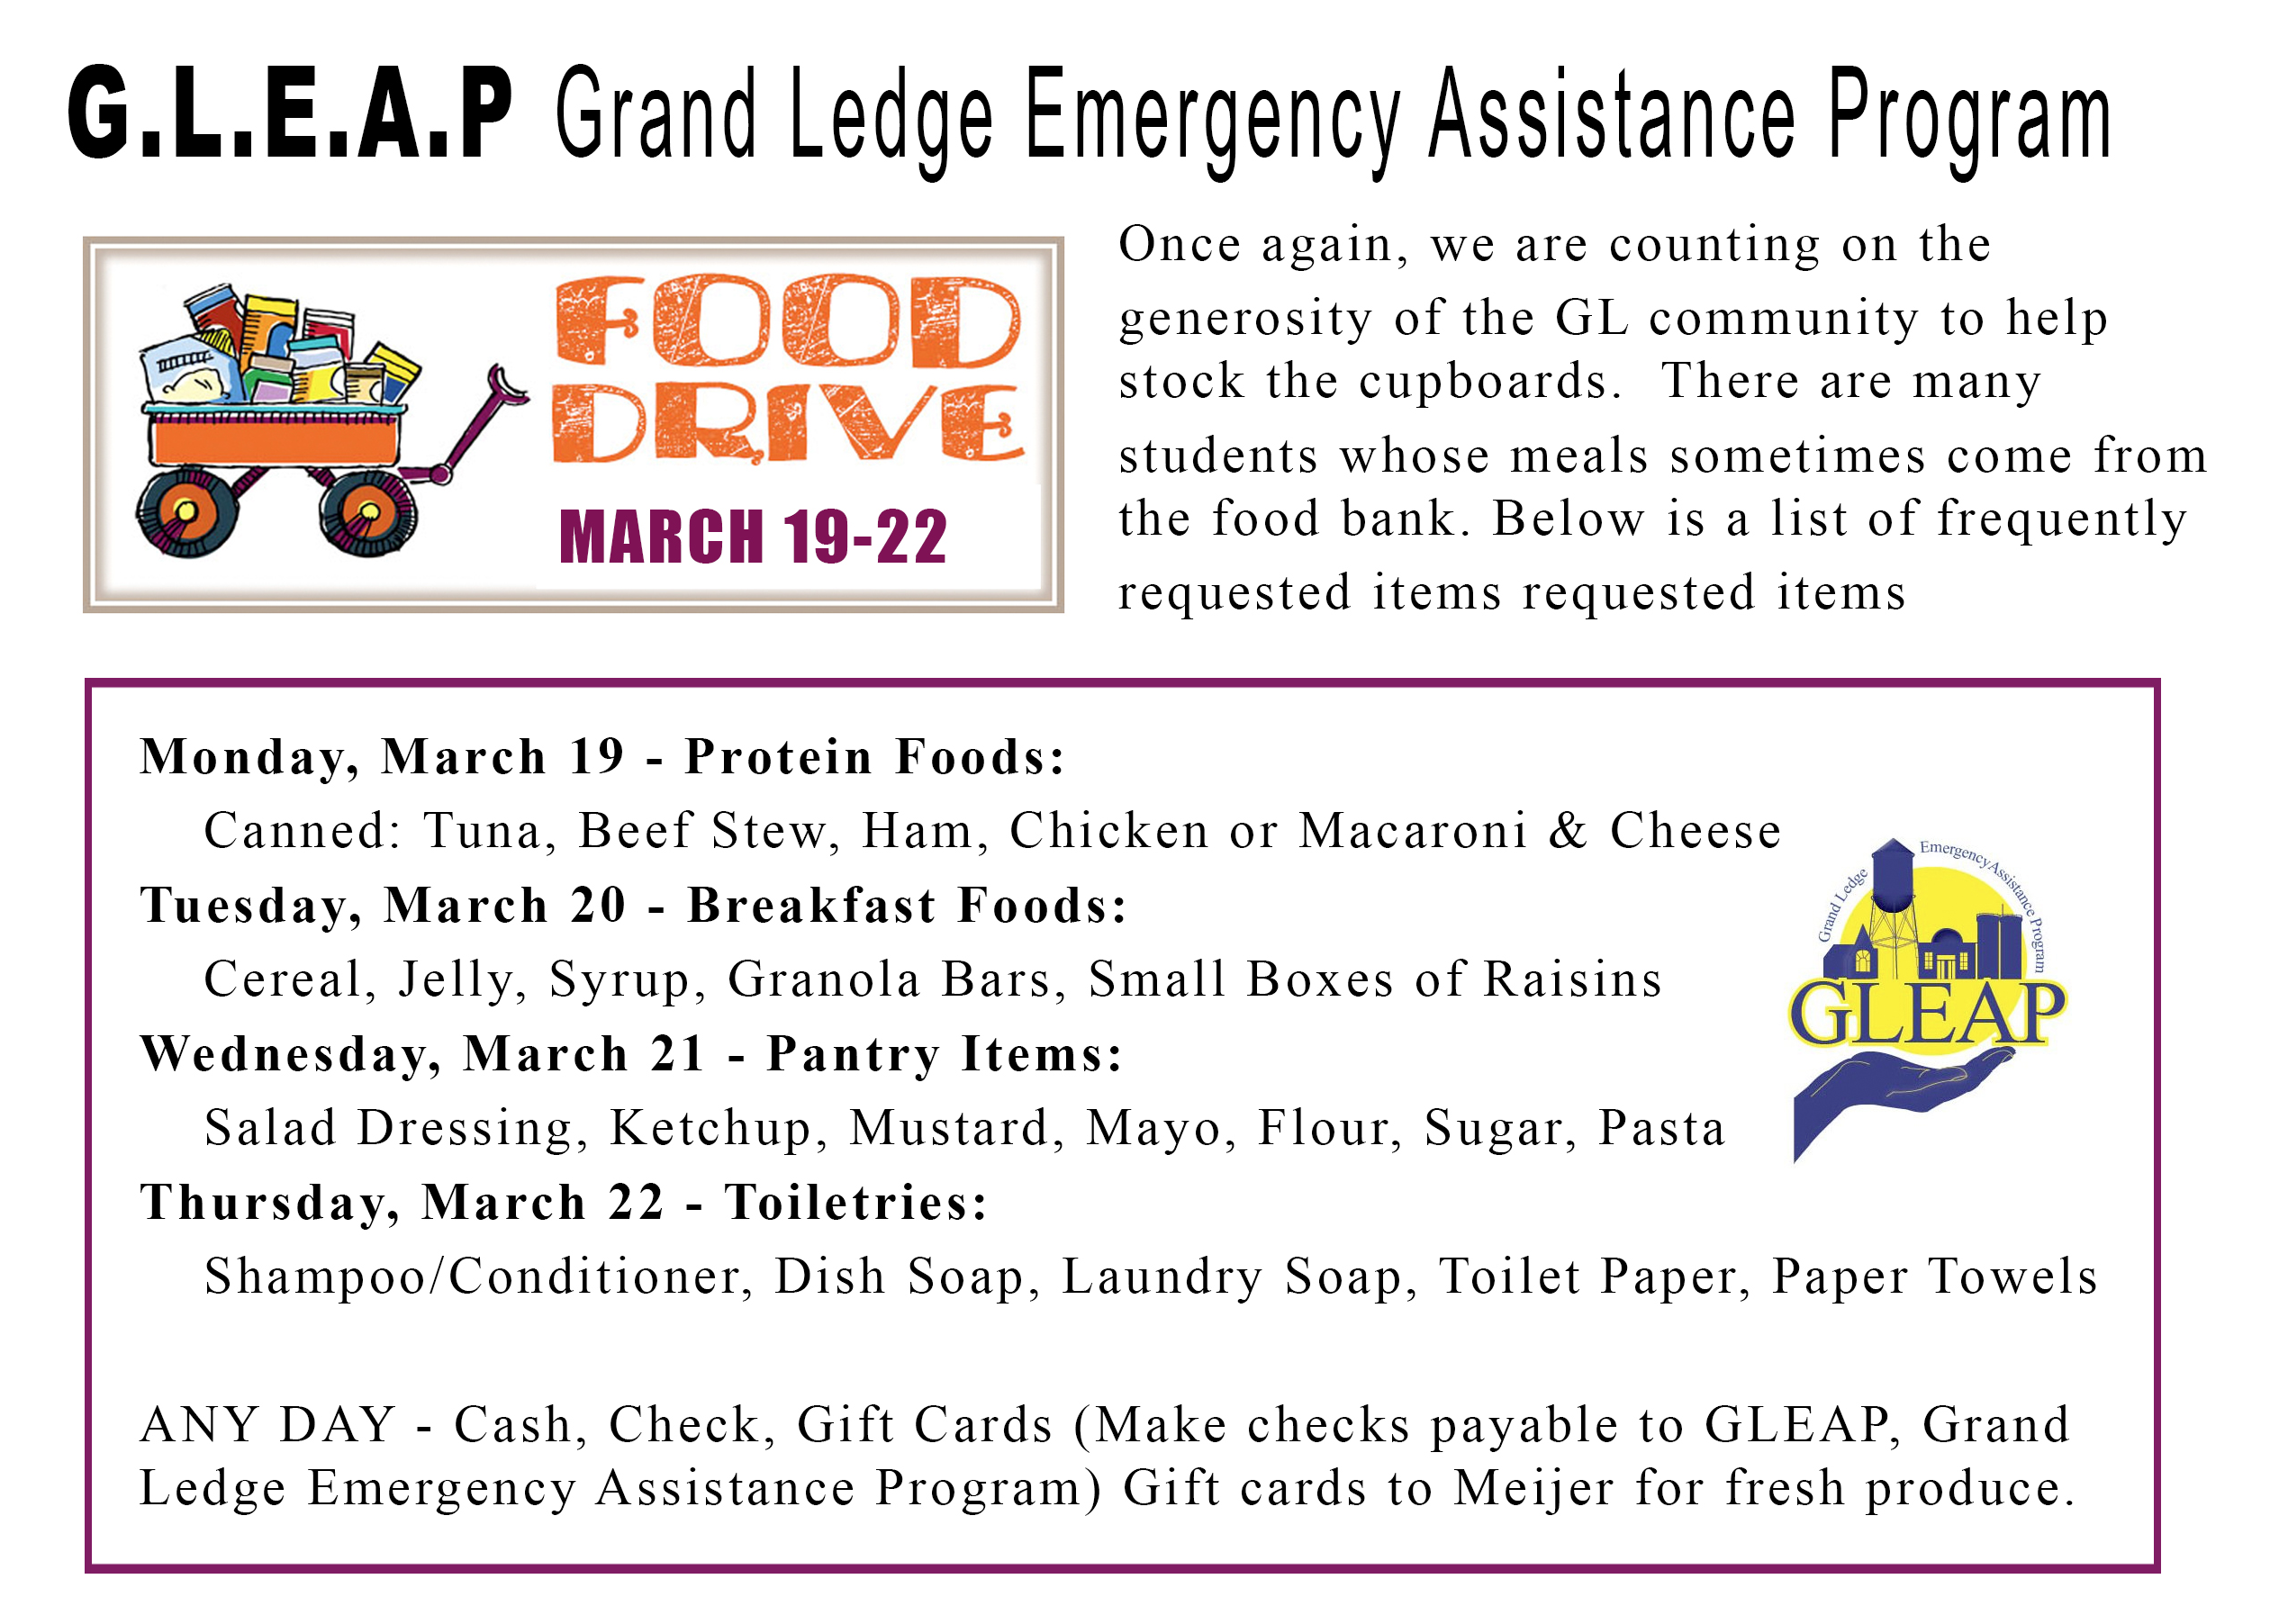 G.L.E.A.P Grand Ledge Emergency Assistance Program
FOOD
DRIVE
MARCH 19-22
Once again, we are counting on the
generosity of the GL community to help
stock the cupboards.  There are many
students whose meals sometimes come from
the food bank. Below is a list of frequently
requested items requested items
Monday, March 19 - Protein Foods:
Canned: Tuna, Beef Stew, Ham, Chicken or Macaroni & Cheese
Tuesday, March 20 - Breakfast Foods:
Cereal, Jelly, Syrup, Granola Bars, Small Boxes of Raisins
Wednesday, March 21 - Pantry Items:
Salad Dressing, Ketchup, Mustard, Mayo, Flour, Sugar, Pasta
Thursday, March 22 - Toiletries:
Shampoo/Conditioner, Dish Soap, Laundry Soap, Toilet Paper, Paper Towels
Grand Ledge EmergencyAssistance Program
GLEAP
ANY DAY - Cash, Check, Gift Cards (Make checks payable to GLEAP, Grand
Ledge Emergency Assistance Program) Gift cards to Meijer for fresh produce.